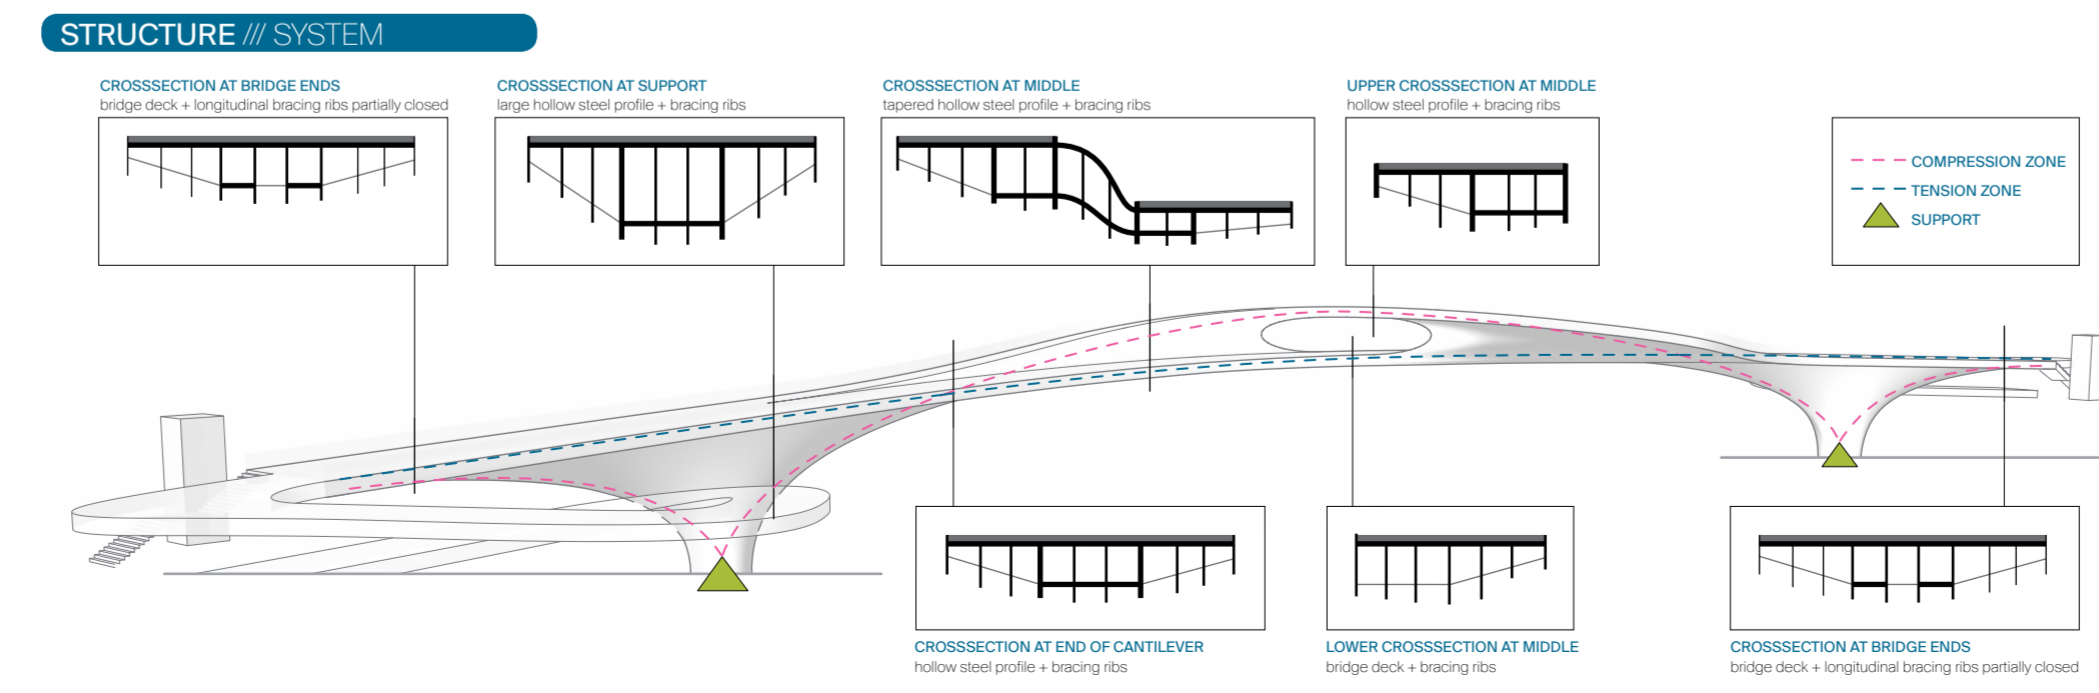 STRUCTURE /// SYSTEM
CROSSSECTION AT BRIDGE ENDS
bridge deck + longitudinal bracing ribs partially closed
CROSSSECTION AT SUPPORT
large hollow steel profile + bracing ribs
CROSSSECTION AT MIDDLE
tapered hollow steel profile + bracing ribs
UPPER CROSSSECTION AT MIDDLE
hollow steel profile + bracing ribs
COMPRESSION ZONE
TENSION ZONE
SUPPORT
CROSSSECTION AT END OF CANTILEVER
hollow steel profile + bracing ribs
LOWER CROSSSECTION AT MIDDLE
bridge deck + bracing ribs
CROSSSECTION AT BRIDGE ENDS
bridge deck + longitudinal bracing ribs partially closed